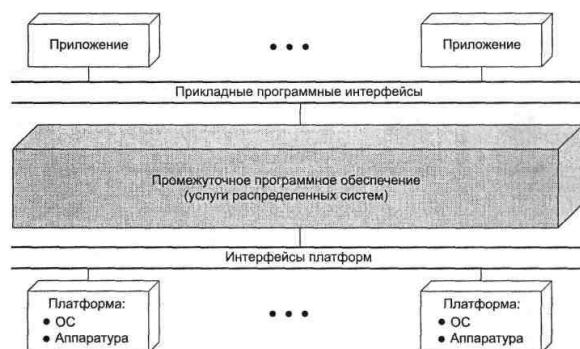 Приложение
Приложение
Прикладные программные интерфейсы
Промежуточное программное обеспечение
(услуги распределенных систем)
Интерфейсы платформ
Платформа:
● ОС
● Аппаратура
Платформа:
● ОС
● Аппаратура